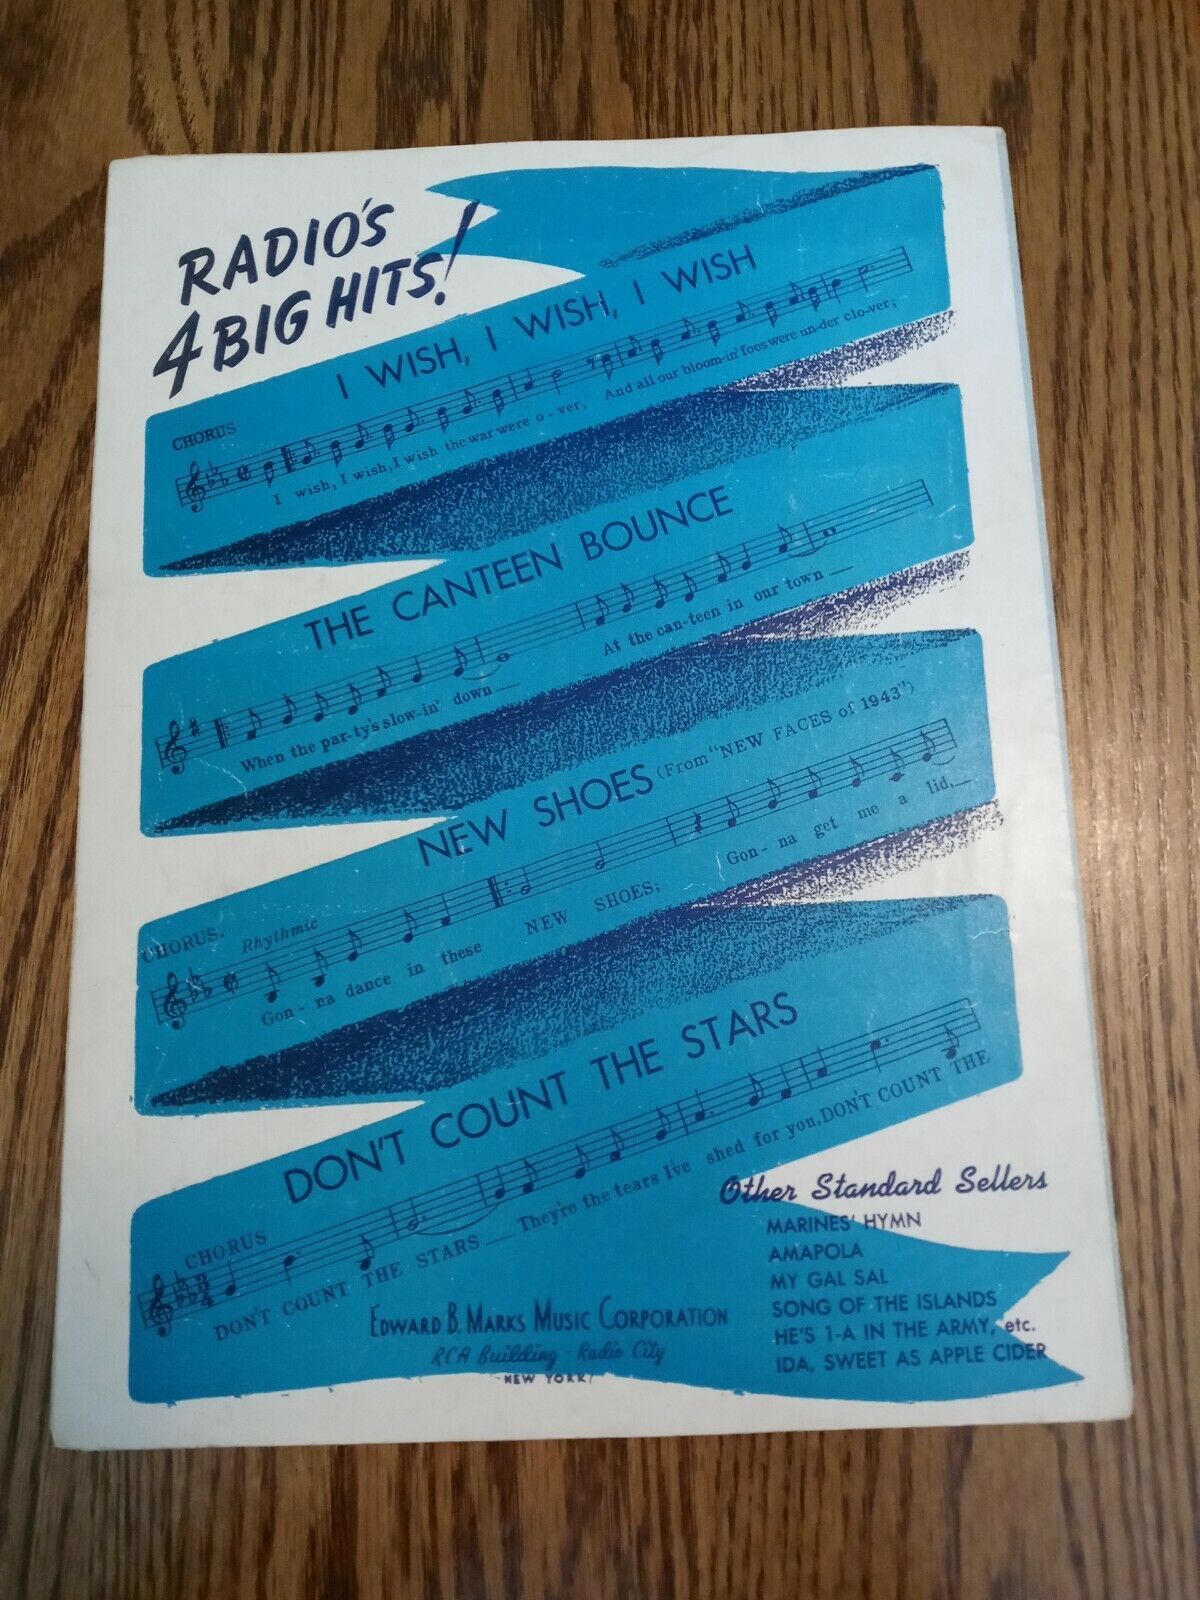 RADIO'S
4 BIG HITS!
I WISH, I WISH, I WISH
CHORUS
I wish, I wish, I wish the war were o - ver, And all our bloom-in' foes were un-der clo-ver;
THE CANTEEN BOUNCE
When the par-ty's slow-in' down __ At the can-teen in our town __
NEW SHOES (From "NEW FACES of 1943")
CHORUS. Rhythmic
Gon - na dance in these NEW SHOES; Gon - na get me a lid, __
DON'T COUNT THE STARS
CHORUS
DON'T COUNT THE STARS __ They're the tears I've shed for you, DON'T COUNT THE
Other Standard Sellers
MARINES' HYMN
AMAPOLA
MY GAL SAL
SONG OF THE ISLANDS
HE'S 1-A IN THE ARMY, etc.
IDA, SWEET AS APPLE CIDER
EDWARD B. MARKS MUSIC CORPORATION
RCA Building - Radio City
NEW YORK